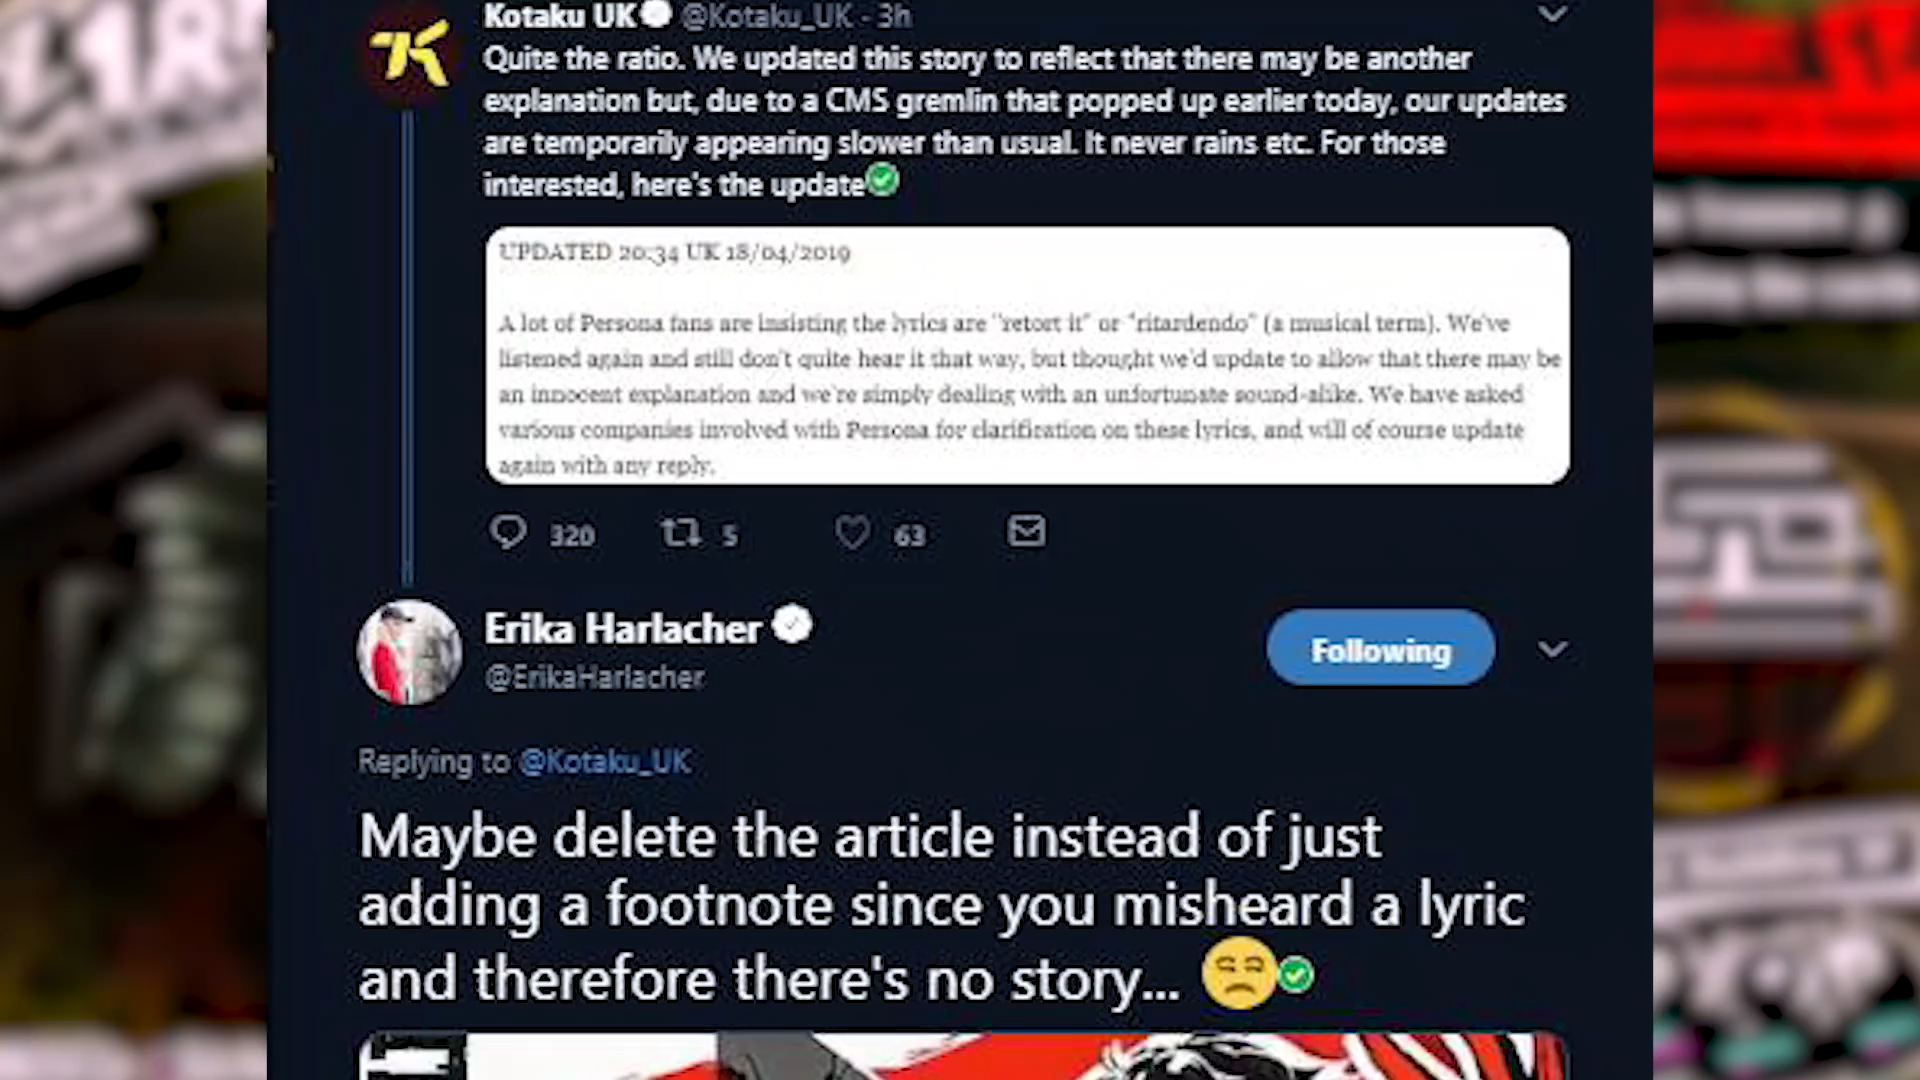 Kotaku UK @Kotaku_UK - 3h
Quite the ratio. We updated this story to reflect that there may be another
explanation but, due to a CMS gremlin that popped up earlier today, our updates
are temporarily appearing slower than usual. It never rains etc. For those
interested, here's the update
UPDATED 20:34 UK 18/04/2019
A lot of Persona fans are insisting the lyrics are "retort it" or "ritardendo" (a musical term). We've
listened again and still don't quite hear it that way, but thought we'd update to allow that there may be
an innocent explanation and we're simply dealing with an unfortunate sound-alike. We have asked
various companies involved with Persona for clarification on these lyrics, and will of course update
again with any reply.
320 5 63
Erika Harlacher
@ErikaHarlacher
Following
Replying to @Kotaku_UK
Maybe delete the article instead of just
adding a footnote since you misheard a lyric
and therefore there's no story...